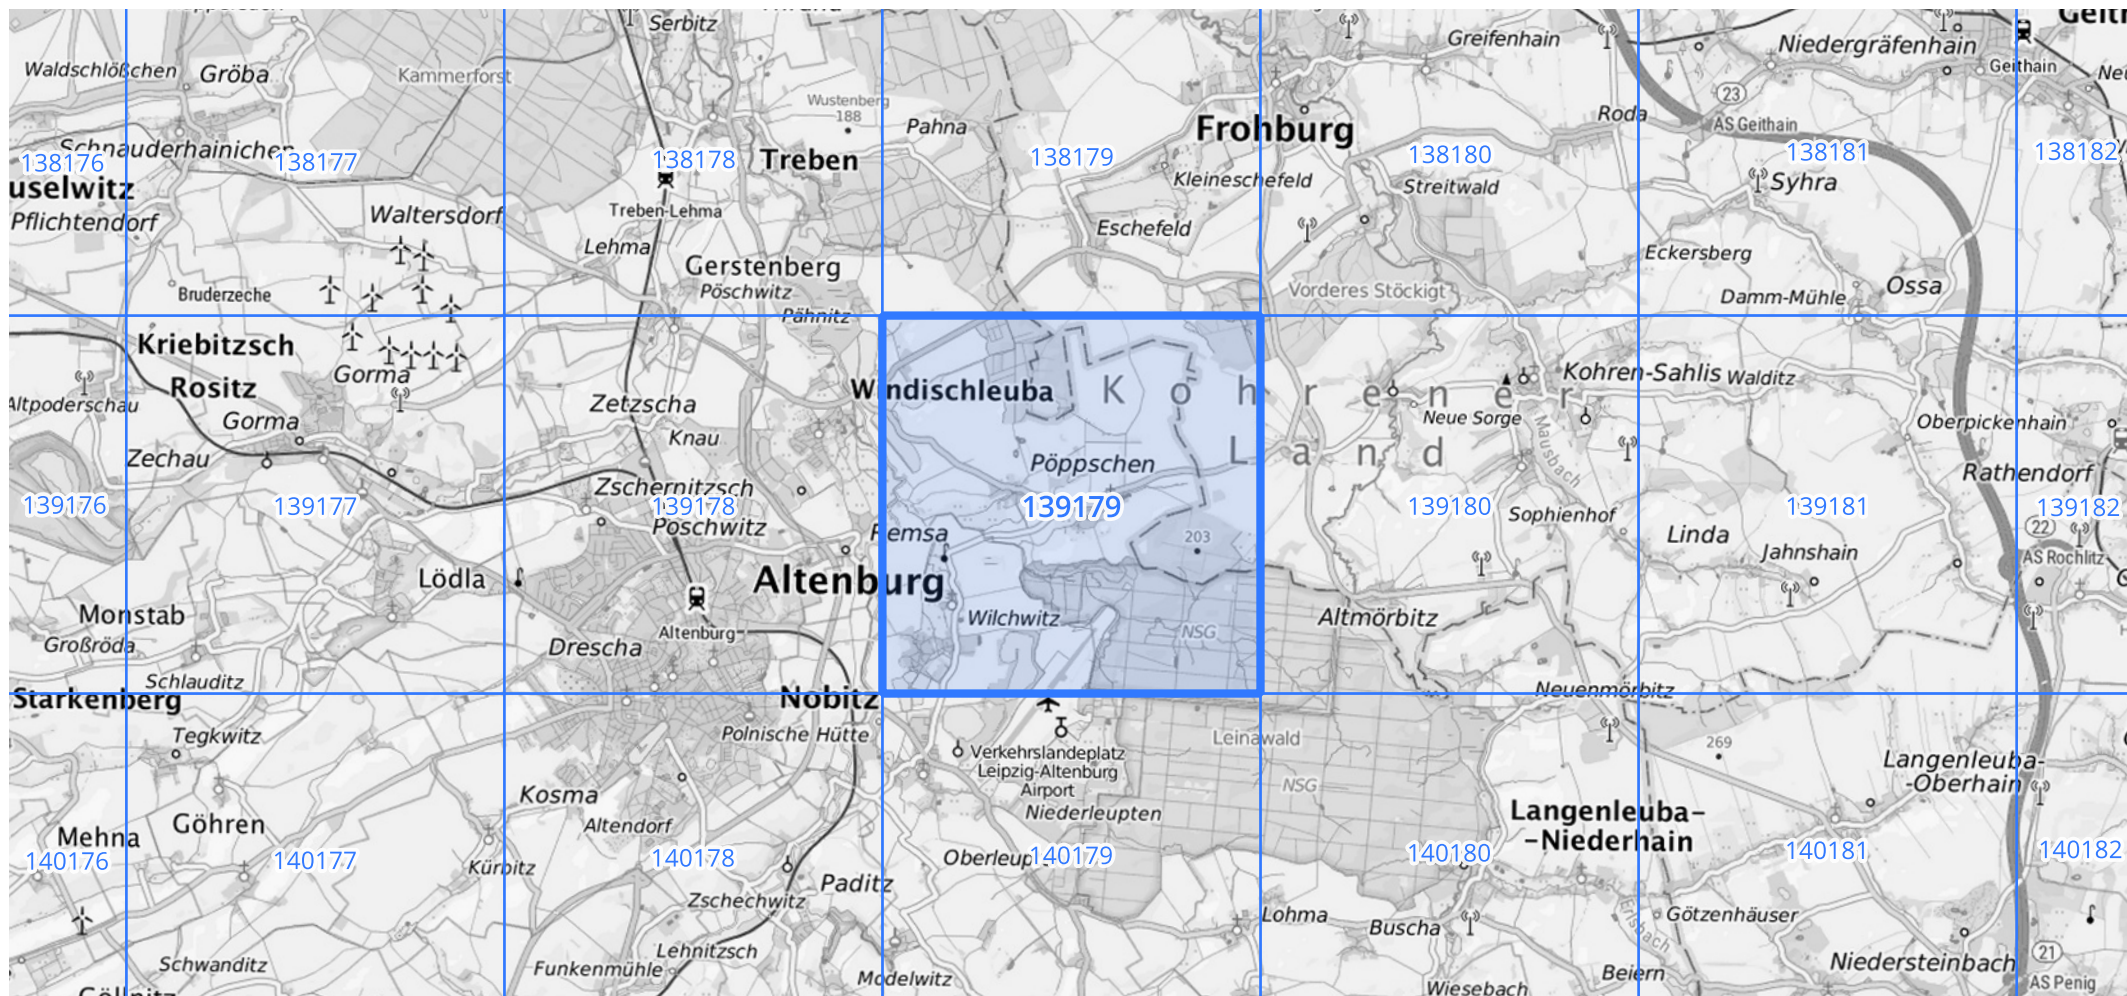 Serbitz
Geith
Greifenhain
Niedergräfenhain
Geithain
Waldschlößchen
Gröba
Kammerforst
Wustenberg
188
Pahna
Frohburg
Roda
23
AS Geithain
Schnauderhainichen
138176
138177
138178
Treben
138179
138180
138181
138182
uselwitz
Pflichtendorf
Waltersdorf
Treben-Lehma
Kleineschefeld
Streitwald
Syhra
Lehma
Eschefeld
Gerstenberg
Pöschwitz
Eckersberg
Bruderzeche
Vorderes Stöckigt
Damm-Mühle
Ossa
Pähnitz
Kriebitzsch
Rositz
Gorma
Windischleuba
Kohrener
Land
Kohren-Sahlis
Walditz
Altpoderschau
Gorma
Zetzscha
Knau
Neue Sorge
Mausbach
Oberpickenhain
Zechau
Pöppschen
Rathendorf
Zschernitzsch
139176
139177
139178
139179
139180
139181
139182
Poschwitz
Remsa
203
Sophienhof
Linda
Jahnshain
22
AS Rochlitz
Lödla
Altenburg
Monstab
Großröda
Altenburg
Drescha
Wilchwitz
NSG
Altmörbitz
Schlauditz
Starkenberg
Nobitz
Neuenmörbitz
Tegkwitz
Polnische Hütte
Verkehrslandeplatz
Leipzig-Altenburg
Airport
Leinawald
269
NSG
Langenleuba-
-Oberhain
Kosma
Altendorf
Niederleupten
Langenleuba-
-Niederhain
Göhren
Mehna
140176
140177
Kürbitz
140178
Oberleup
140179
140180
140181
140182
Paditz
Zschechwitz
Lohma
Buscha
Erlsbach
Götzenhäuser
Lehnitzsch
Schwanditz
Funkenmühle
Modelwitz
Wiesebach
Beiern
Niedersteinbach
21
AS Penig